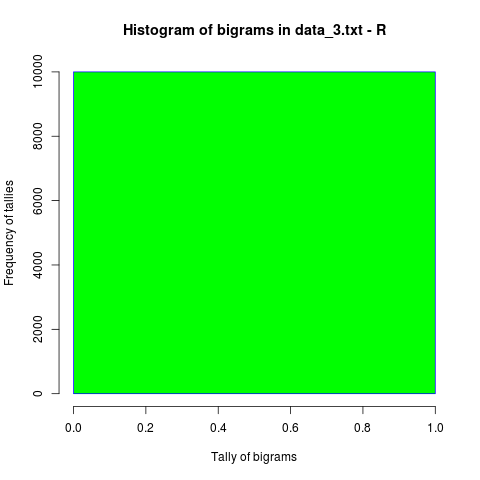 Histogram of bigrams in data_3.txt - R
Frequency of tallies
10000
8000
6000
4000
2000
0
0.0 0.2 0.4 0.6 0.8 1.0
Tally of bigrams